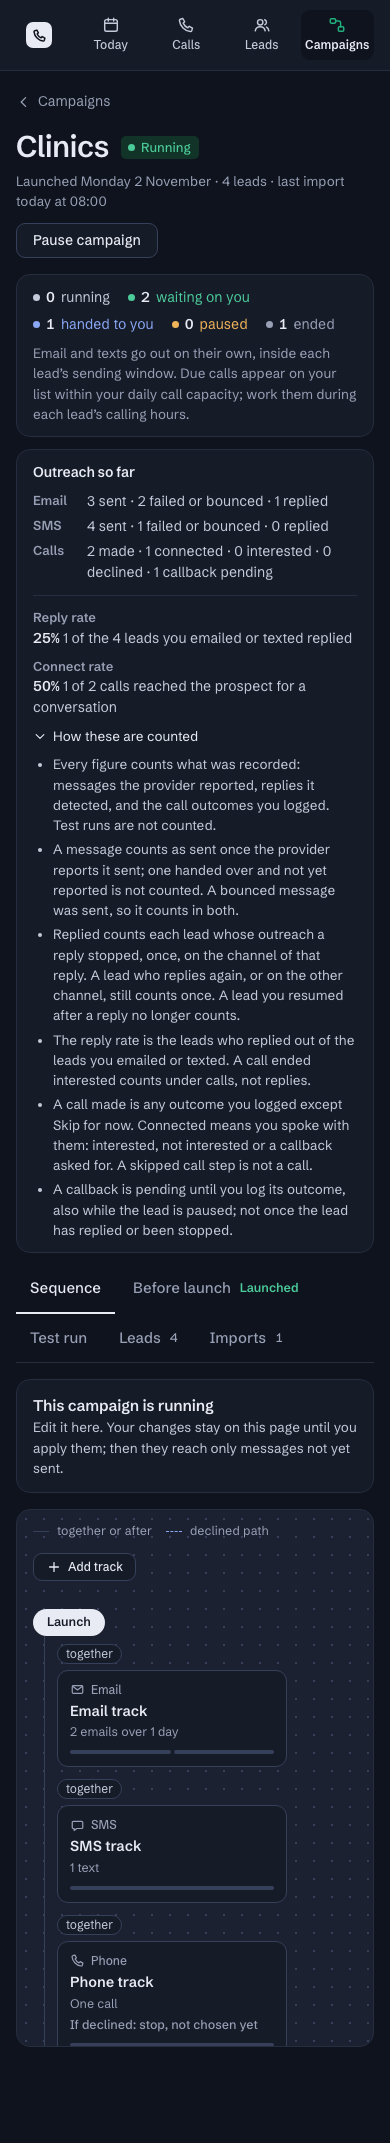 Today
Calls
Leads
Campaigns
Campaigns
Clinics
Running
Launched Monday 2 November · 4 leads · last import
today at 08:00
Pause campaign
0 running
2 waiting on you
1 handed to you
0 paused
1 ended
Email and texts go out on their own, inside each
lead’s sending window. Due calls appear on your
list within your daily call capacity; work them during
each lead’s calling hours.
Outreach so far
Email 3 sent · 2 failed or bounced · 1 replied
SMS 4 sent · 1 failed or bounced · 0 replied
Calls 2 made · 1 connected · 0 interested · 0
declined · 1 callback pending
Reply rate
25% 1 of the 4 leads you emailed or texted replied
Connect rate
50% 1 of 2 calls reached the prospect for a
conversation
How these are counted
• Every figure counts what was recorded:
messages the provider reported, replies it
detected, and the call outcomes you logged.
Test runs are not counted.
• A message counts as sent once the provider
reports it sent; one handed over and not yet
reported is not counted. A bounced message
was sent, so it counts in both.
• Replied counts each lead whose outreach a
reply stopped, once, on the channel of that
reply. A lead who replies again, or on the other
channel, still counts once. A lead you resumed
after a reply no longer counts.
• The reply rate is the leads who replied out of the
leads you emailed or texted. A call ended
interested counts under calls, not replies.
• A call made is any outcome you logged except
Skip for now. Connected means you spoke with
them: interested, not interested or a callback
asked for. A skipped call step is not a call.
• A callback is pending until you log its outcome,
also while the lead is paused; not once the lead
has replied or been stopped.
Sequence
Before launch Launched
Test run
Leads 4
Imports 1
This campaign is running
Edit it here. Your changes stay on this page until you
apply them; then they reach only messages not yet
sent.
together or after
declined path
Add track
Launch
together
Email
Email track
2 emails over 1 day
together
SMS
SMS track
1 text
together
Phone
Phone track
One call
If declined: stop, not chosen yet